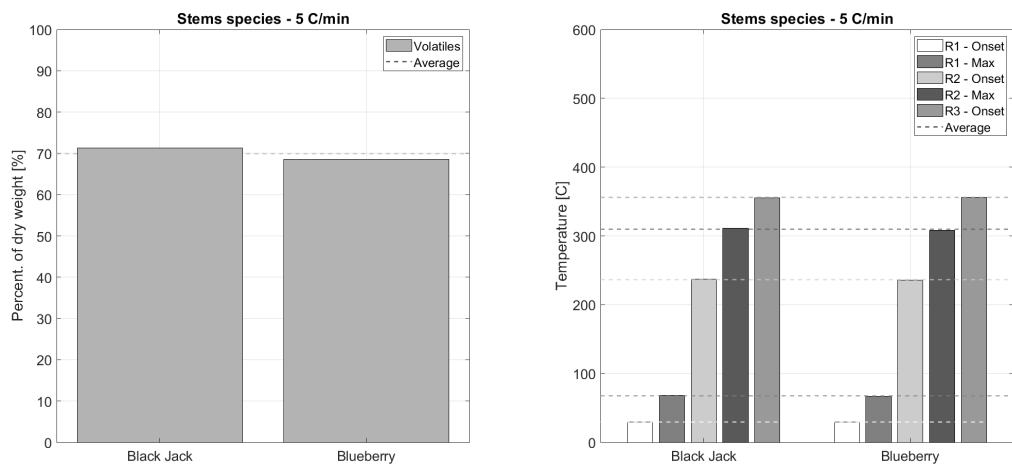 Stems species - 5 C/min
100
90
80
70
60
50
40
30
20
10
0
Percent. of dry weight [%]
Volatiles
Average
Black Jack
Blueberry
Stems species - 5 C/min
600
500
400
300
200
100
0
Temperature [C]
R1 - Onset
R1 - Max
R2 - Onset
R2 - Max
R3 - Onset
Average
Black Jack
Blueberry